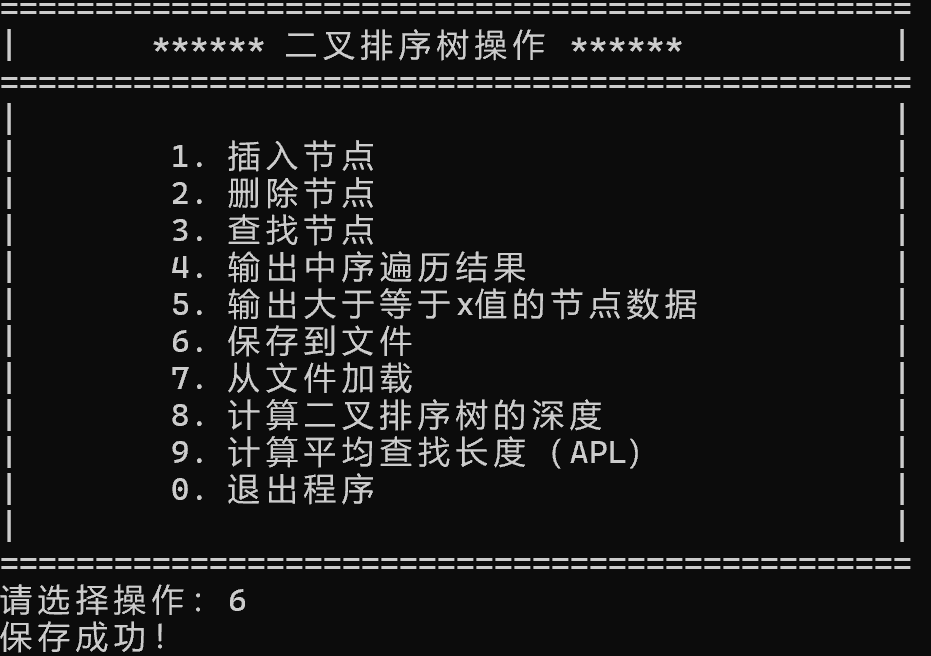 ================================================
|       ****** 二叉排序树操作 ******           |
================================================
|                                              |
|        1. 插入节点                           |
|        2. 删除节点                           |
|        3. 查找节点                           |
|        4. 输出中序遍历结果                   |
|        5. 输出大于等于x值的节点数据          |
|        6. 保存到文件                         |
|        7. 从文件加载                         |
|        8. 计算二叉排序树的深度               |
|        9. 计算平均查找长度（APL）            |
|        0. 退出程序                           |
|                                              |
================================================
请选择操作: 6
保存成功!